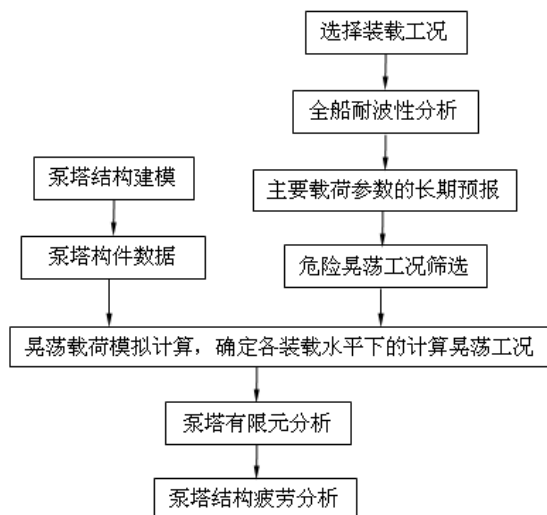 选择装载工况
全船耐波性分析
泵塔结构建模
主要载荷参数的长期预报
泵塔构件数据
危险晃荡工况筛选
晃荡载荷模拟计算，确定各装载水平下的计算晃荡工况
泵塔有限元分析
泵塔结构疲劳分析